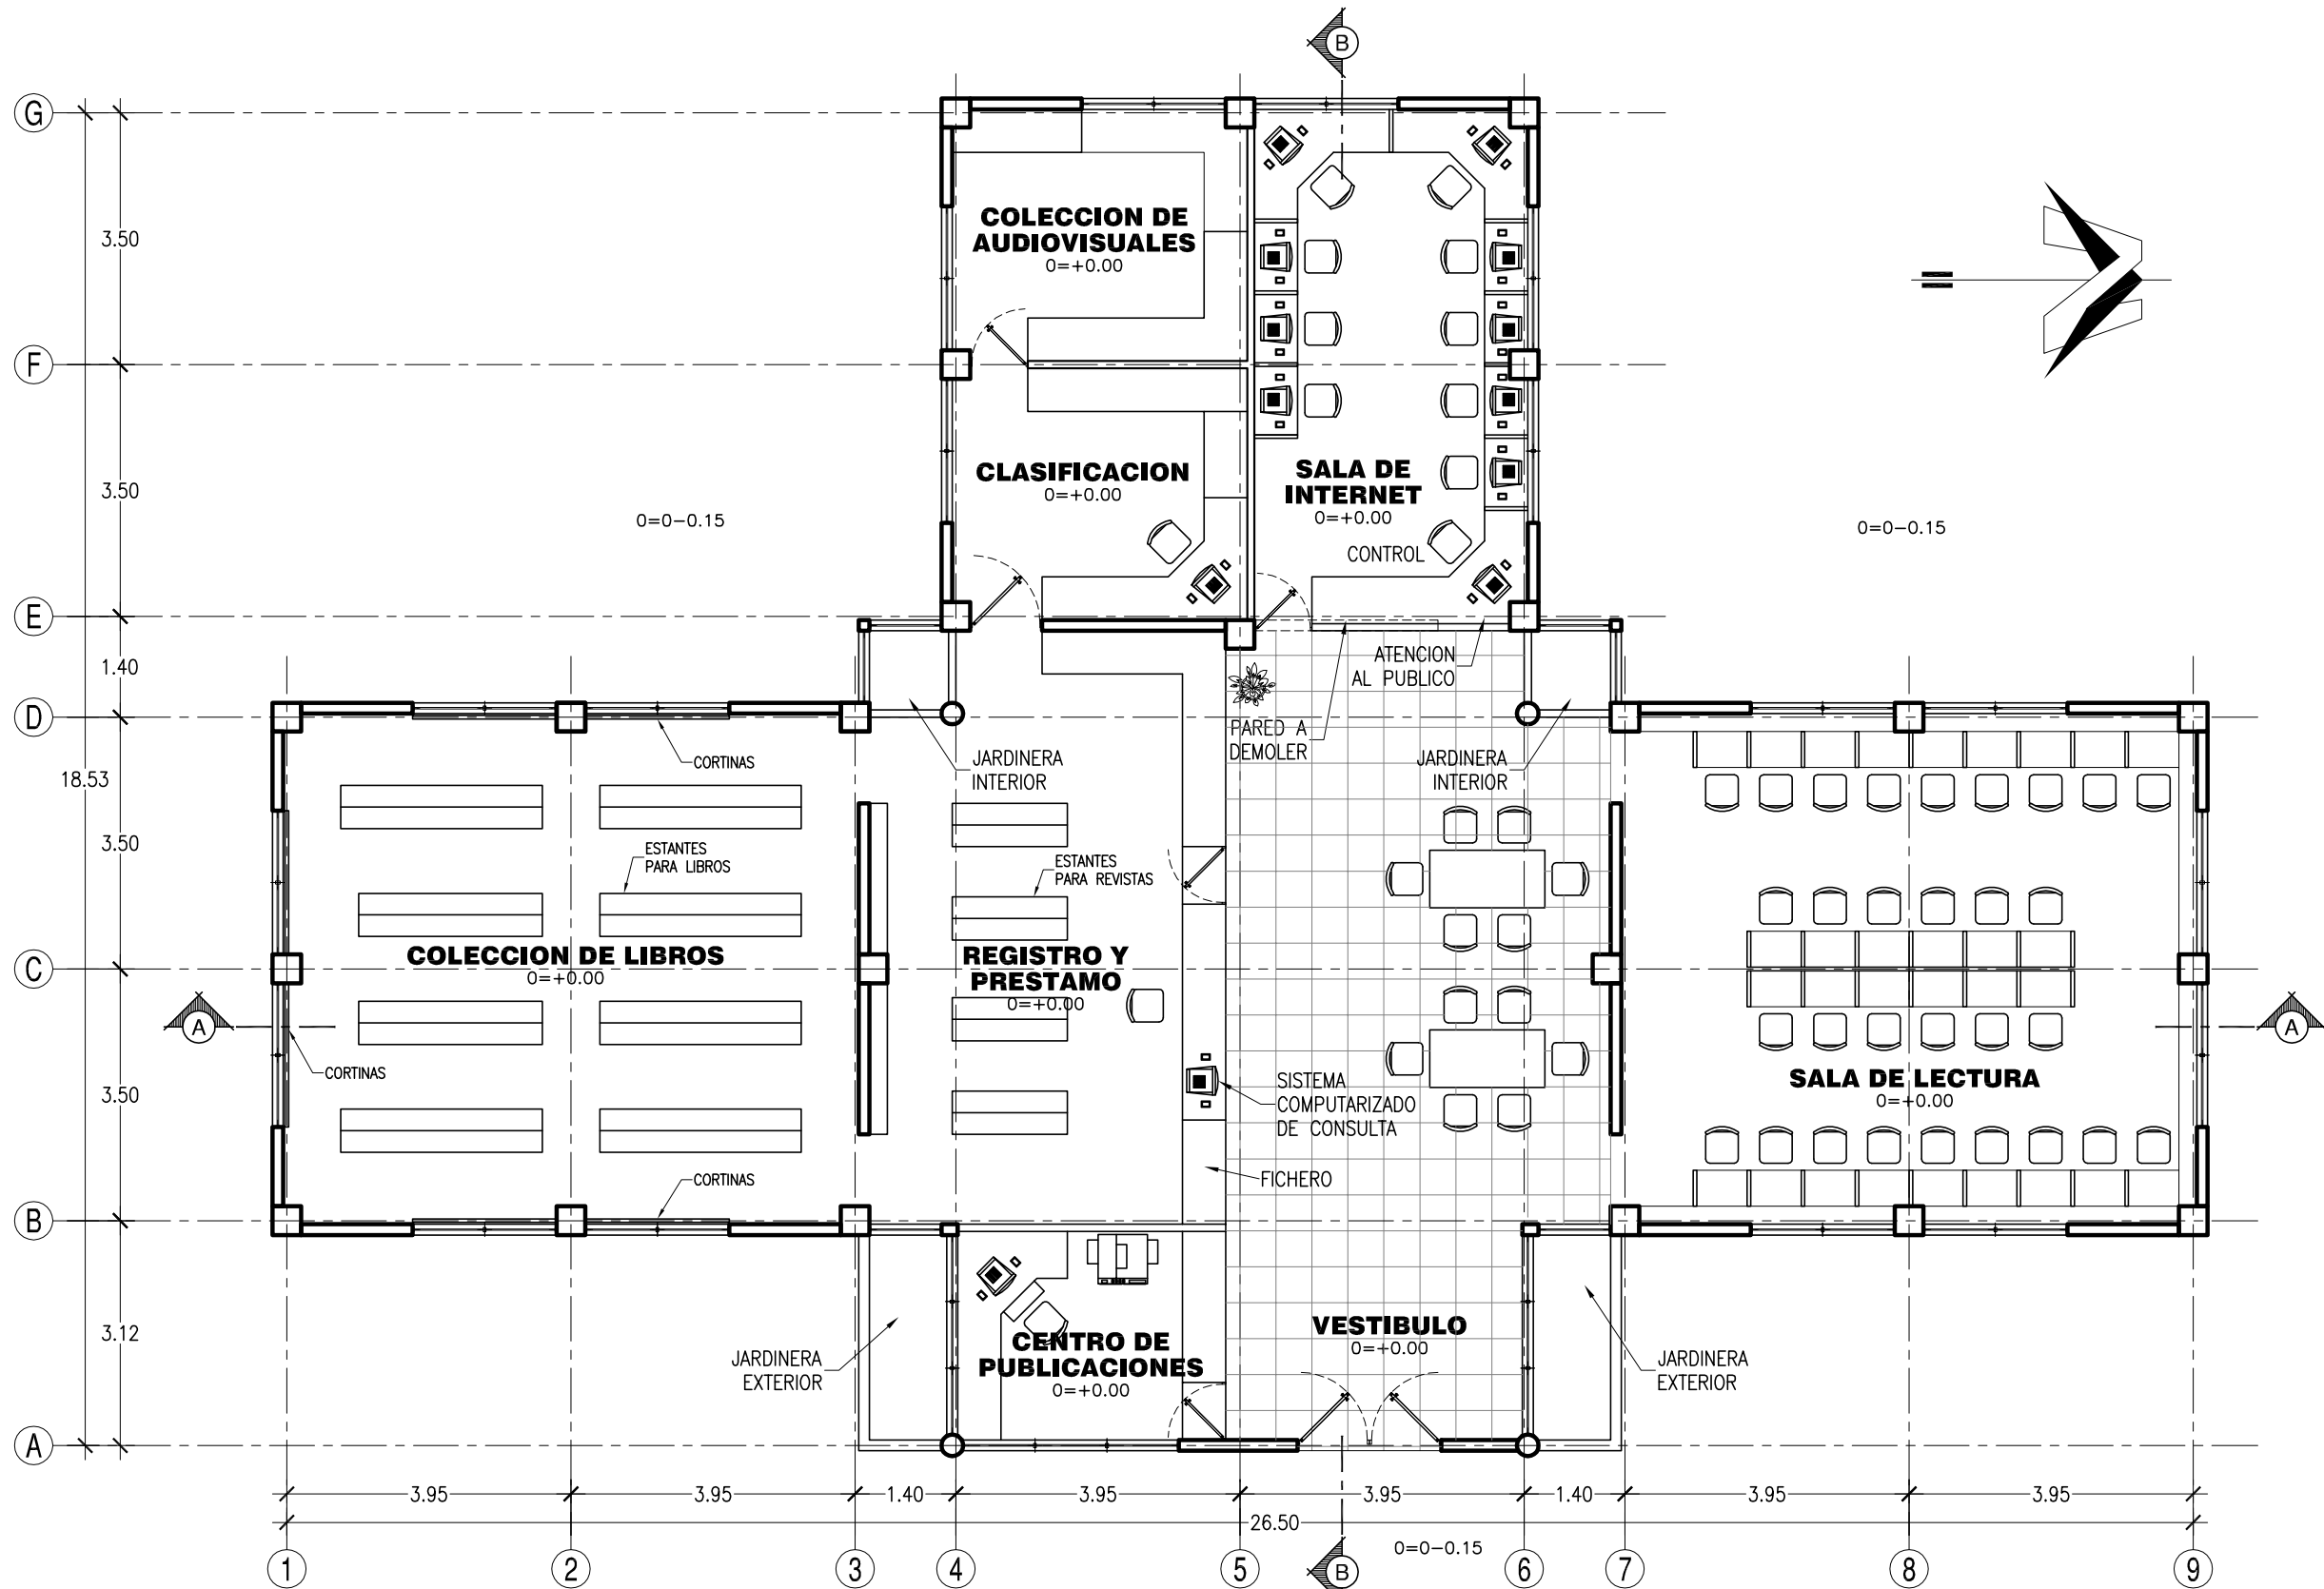 B
G
F
E
D
C
B
A
3.50
3.50
1.40
18.53
3.50
3.50
3.12
COLECCION DE
AUDIOVISUALES
0=+0.00
CLASIFICACION
0=+0.00
SALA DE
INTERNET
0=+0.00
CONTROL
0=0-0.15
0=0-0.15
ATENCION
AL PUBLICO
PARED A
DEMOLER
JARDINERA
INTERIOR
JARDINERA
INTERIOR
CORTINAS
ESTANTES
PARA LIBROS
ESTANTES
PARA REVISTAS
COLECCION DE LIBROS
0=+0.00
REGISTRO Y
PRESTAMO
0=+0.00
A
A
CORTINAS
SISTEMA
COMPUTARIZADO
DE CONSULTA
SALA DE LECTURA
0=+0.00
CORTINAS
FICHERO
CENTRO DE
PUBLICACIONES
0=+0.00
VESTIBULO
0=+0.00
JARDINERA
EXTERIOR
JARDINERA
EXTERIOR
3.95
3.95
1.40
3.95
3.95
1.40
3.95
3.95
26.50
0=0-0.15
1
2
3
4
5
B
6
7
8
9